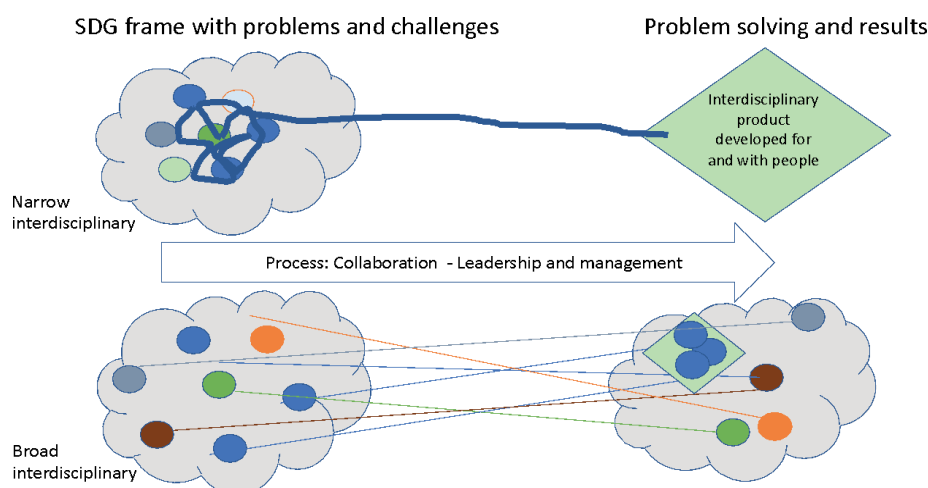 SDG frame with problems and challenges
Problem solving and results
Interdisciplinary
product
developed for
and with people
Narrow
interdisciplinary
Process: Collaboration - Leadership and management
Broad
interdisciplinary